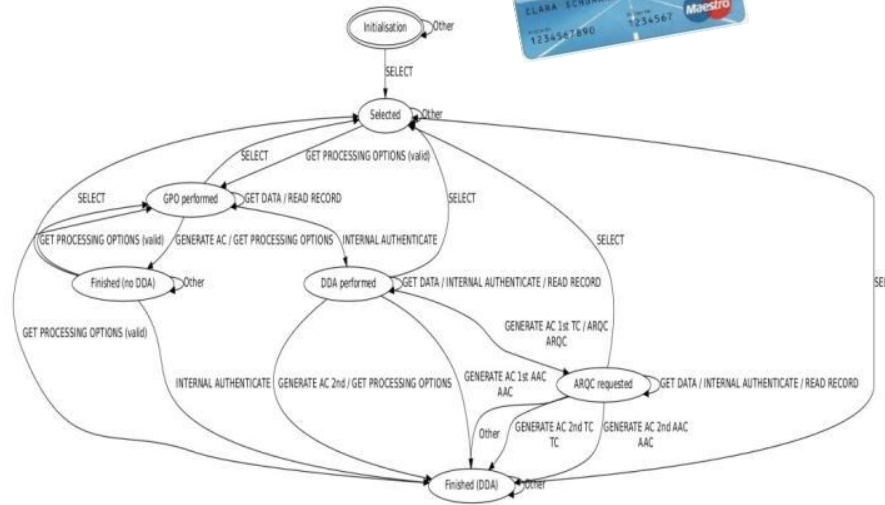 CLARA
1234567
1234567890
Maestro
Initialisation
Other
SELECT
Selected
Other
SELECT
GET PROCESSING OPTIONS (valid)
SELECT
GPO performed
GET DATA / READ RECORD
SELECT
SELECT
GET PROCESSING OPTIONS (valid)
GENERATE AC / GET PROCESSING OPTIONS
INTERNAL AUTHENTICATE
Finished (no DDA)
Other
DDA performed
GET DATA / INTERNAL AUTHENTICATE / READ RECORD
GET PROCESSING OPTIONS (valid)
GENERATE AC 1st TC / ARQC
ARQC
INTERNAL AUTHENTICATE
GENERATE AC 2nd / GET PROCESSING OPTIONS
GENERATE AC 1st AAC
AAC
ARQC requested
GET DATA / INTERNAL AUTHENTICATE / READ RECORD
Other
GENERATE AC 2nd TC
TC
GENERATE AC 2nd AAC
AAC
Finished (DDA)
Other